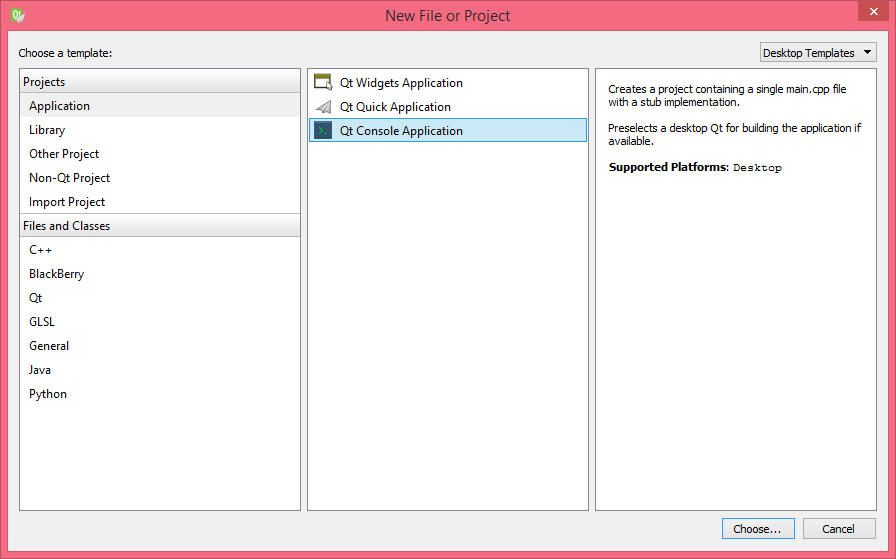 New File or Project
Choose a template:
Desktop Templates
Projects
Application
Library
Other Project
Non-Qt Project
Import Project
Files and Classes
C++
BlackBerry
Qt
GLSL
General
Java
Python
Qt Widgets Application
Qt Quick Application
Qt Console Application
Creates a project containing a single main.cpp file
with a stub implementation.
Preselects a desktop Qt for building the application if
available.
Supported Platforms: Desktop
Choose...
Cancel